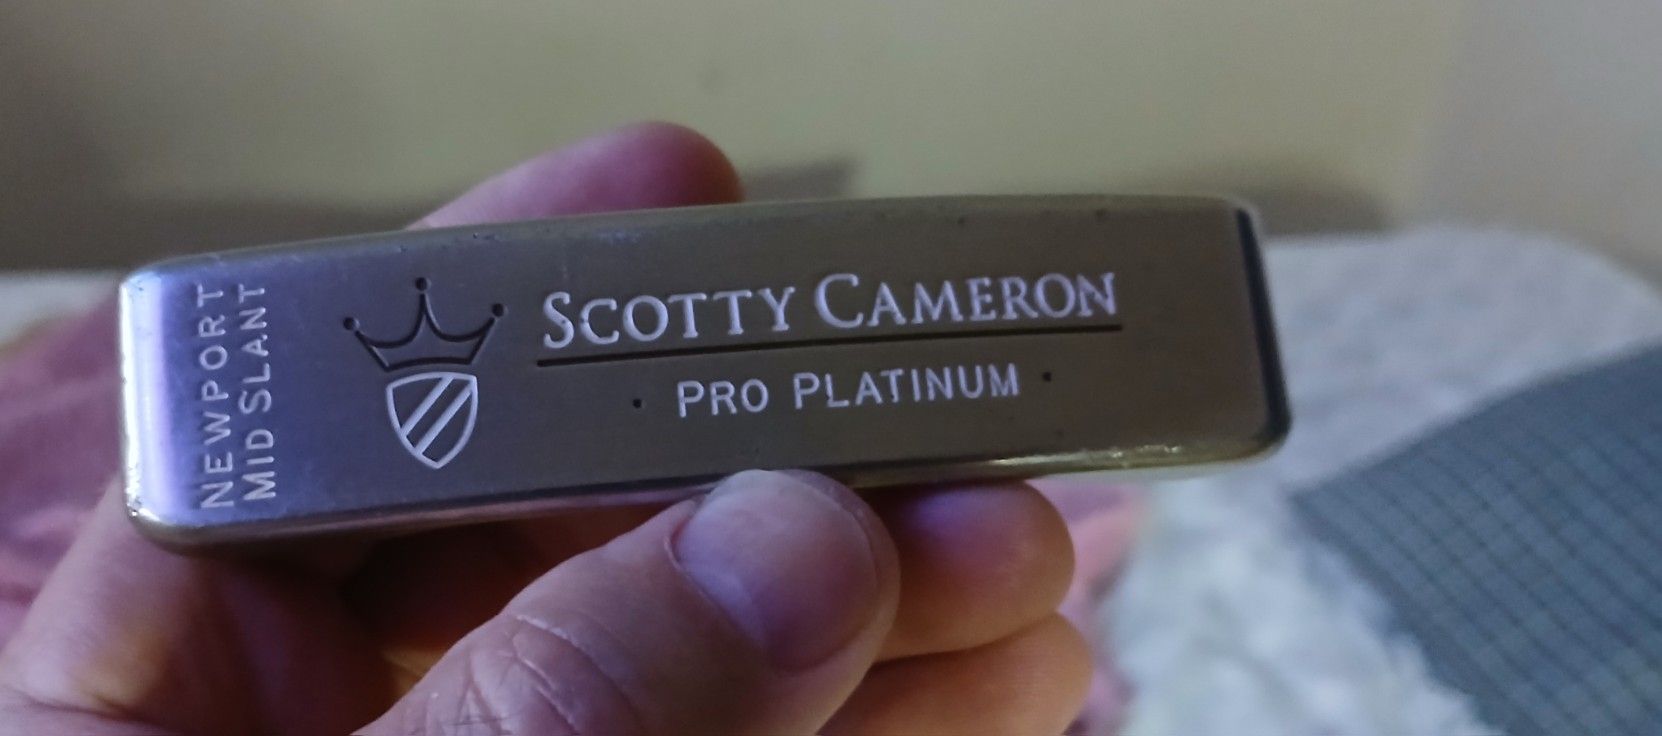 NEWPORT
MID SLANT
SCOTTY CAMERON
· PRO PLATINUM ·